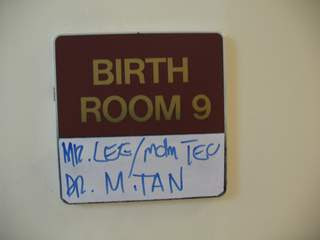 BIRTH
ROOM 9
MR. LEE/MDM TEO
DR. M.TAN